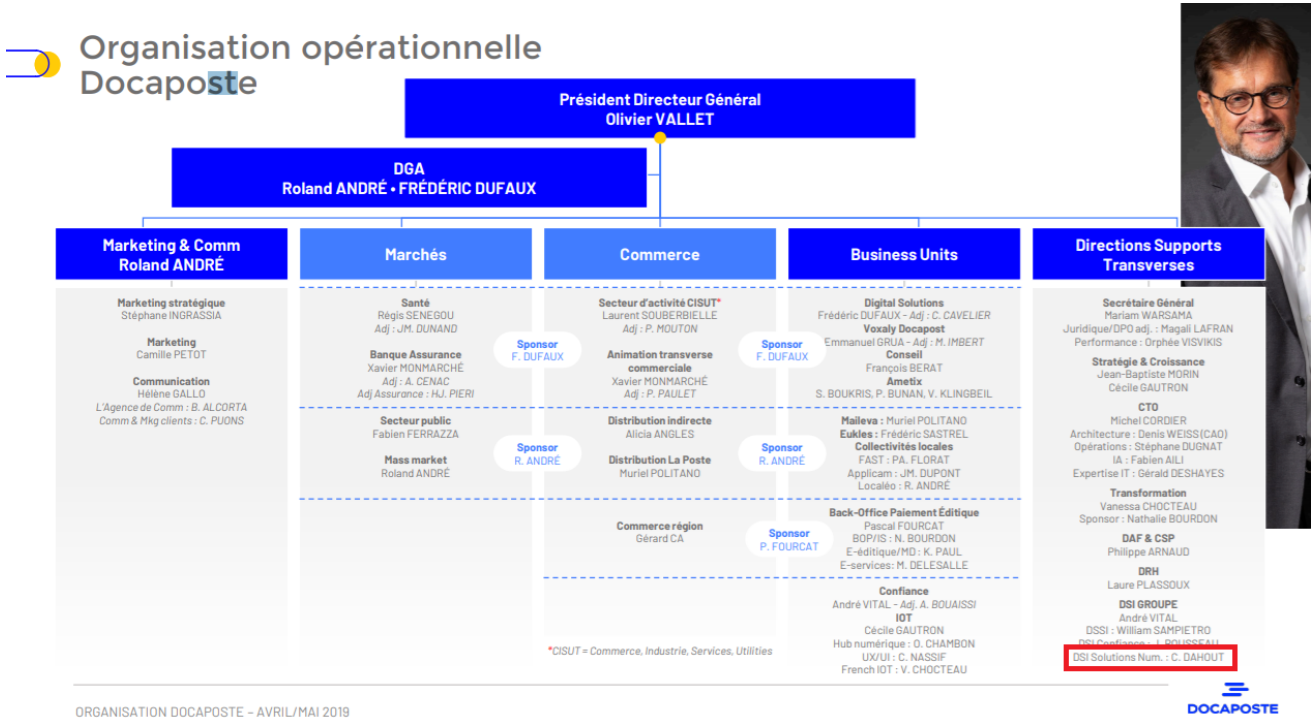 Organisation opérationnelle
Docaposte
Président Directeur Général
Olivier VALLET
DGA
Roland ANDRÉ • FRÉDÉRIC DUFAUX
Marketing & Comm
Roland ANDRÉ
Marketing stratégique
Stéphane INGRASSIA
Marketing
Camille PETOT
Communication
Hélène GALLO
L'Agence de Comm : B. ALCORTA
Comm & Mkg clients : C. PUONS
Marchés
Santé
Régis SENEGOU
Adj : JM. DUNAND
Banque Assurance
Xavier MONMARCHÉ
Adj : A. CENAC
Adj Assurance : HJ. PIERI
Secteur public
Fabien FERRAZZA
Mass market
Roland ANDRÉ
Sponsor
F. DUFAUX
Sponsor
R. ANDRÉ
Commerce
Secteur d'activité CISUT*
Laurent SOUBERBIELLE
Adj : P. MOUTON
Animation transverse
commerciale
Xavier MONMARCHÉ
Adj : P. PAULET
Distribution indirecte
Alicia ANGLES
Distribution La Poste
Muriel POLITANO
Commerce région
Gérard CA
*CISUT = Commerce, Industrie, Services, Utilities
Sponsor
F. DUFAUX
Sponsor
R. ANDRÉ
Sponsor
P. FOURCAT
Business Units
Digital Solutions
Frédéric DUFAUX - Adj : C. CAVELIER
Voxaly Docapost
Emmanuel GRUA - Adj : M. IMBERT
Conseil
François BERAT
Ametix
S. BOUKRIS, P. BUNAN, V. KLINGBEIL
Maileva : Muriel POLITANO
Eukles : Frédéric SASTREL
Collectivités locales
FAST : PA. FLORAT
Applicam : JM. DUPONT
Localéo : R. ANDRÉ
Back-Office Paiement Éditique
Pascal FOURCAT
BOP/IS : N. BOURDON
E-éditique/MD : K. PAUL
E-services: M. DELESALLE
Confiance
André VITAL - Adj. A. BOUAISSI
IOT
Cécile GAUTRON
Hub numérique : O. CHAMBON
UX/UI : C. NASSIF
French IOT : V. CHOCTEAU
Directions Supports
Transverses
Secrétaire Général
Mariam WARSAMA
Juridique/DPO adj. : Magali LAFRAN
Performance : Orphée VISVIKIS
Stratégie & Croissance
Jean-Baptiste MORIN
Cécile GAUTRON
CTO
Michel CORDIER
Architecture : Denis WEISS (CAO)
Opérations : Stéphane DUGNAT
IA : Fabien AILI
Expertise IT : Gérald DESHAYES
Transformation
Vanessa CHOCTEAU
Sponsor : Nathalie BOURDON
DAF & CSP
Philippe ARNAUD
DRH
Laure PLASSOUX
DSI GROUPE
André VITAL
DSSI : William SAMPIETRO
DSI Confiance : J. ROUSSEAU
DSI Solutions Num. : C. DAHOUT
ORGANISATION DOCAPOSTE – AVRIL/MAI 2019
DOCAPOSTE